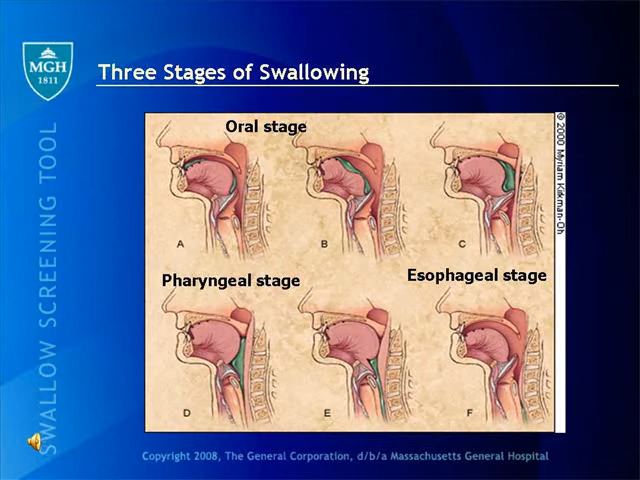 MGH
1811
Three Stages of Swallowing
SWALLOW SCREENING TOOL
Oral stage
A
B
C
© 2000 Myriam Kirkman-Oh
Pharyngeal stage
Esophageal stage
D
E
F
Copyright 2008, The General Corporation, d/b/a Massachusetts General Hospital